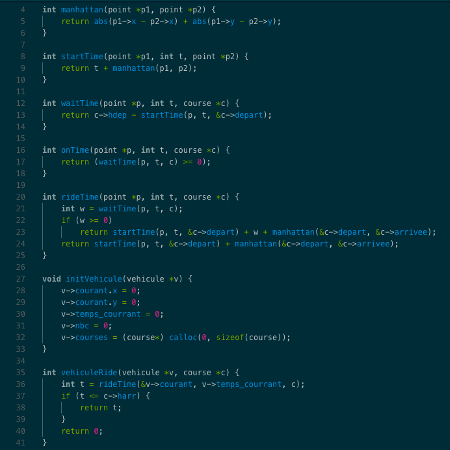 4 int manhattan(point *p1, point *p2) {
5 return abs(p1->x - p2->x) + abs(p1->y - p2->y);
6 }
7
8 int startTime(point *p1, int t, point *p2) {
9 return t + manhattan(p1, p2);
10 }
11
12 int waitTime(point *p, int t, course *c) {
13 return c->hdep - startTime(p, t, &c->depart);
14 }
15
16 int onTime(point *p, int t, course *c) {
17 return (waitTime(p, t, c) >= 0);
18 }
19
20 int rideTime(point *p, int t, course *c) {
21 int w = waitTime(p, t, c);
22 if (w >= 0)
23 return startTime(p, t, &c->depart) + w + manhattan(&c->depart, &c->arrivee);
24 return startTime(p, t, &c->depart) + manhattan(&c->depart, &c->arrivee);
25 }
26
27 void initVehicule(vehicule *v) {
28 v->courant.x = 0;
29 v->courant.y = 0;
30 v->temps_courrant = 0;
31 v->nbc = 0;
32 v->courses = (course*) calloc(0, sizeof(course));
33 }
34
35 int vehiculeRide(vehicule *v, course *c) {
36 int t = rideTime(&v->courant, v->temps_courrant, c);
37 if (t <= c->harr) {
38 return t;
39 }
40 return 0;
41 }